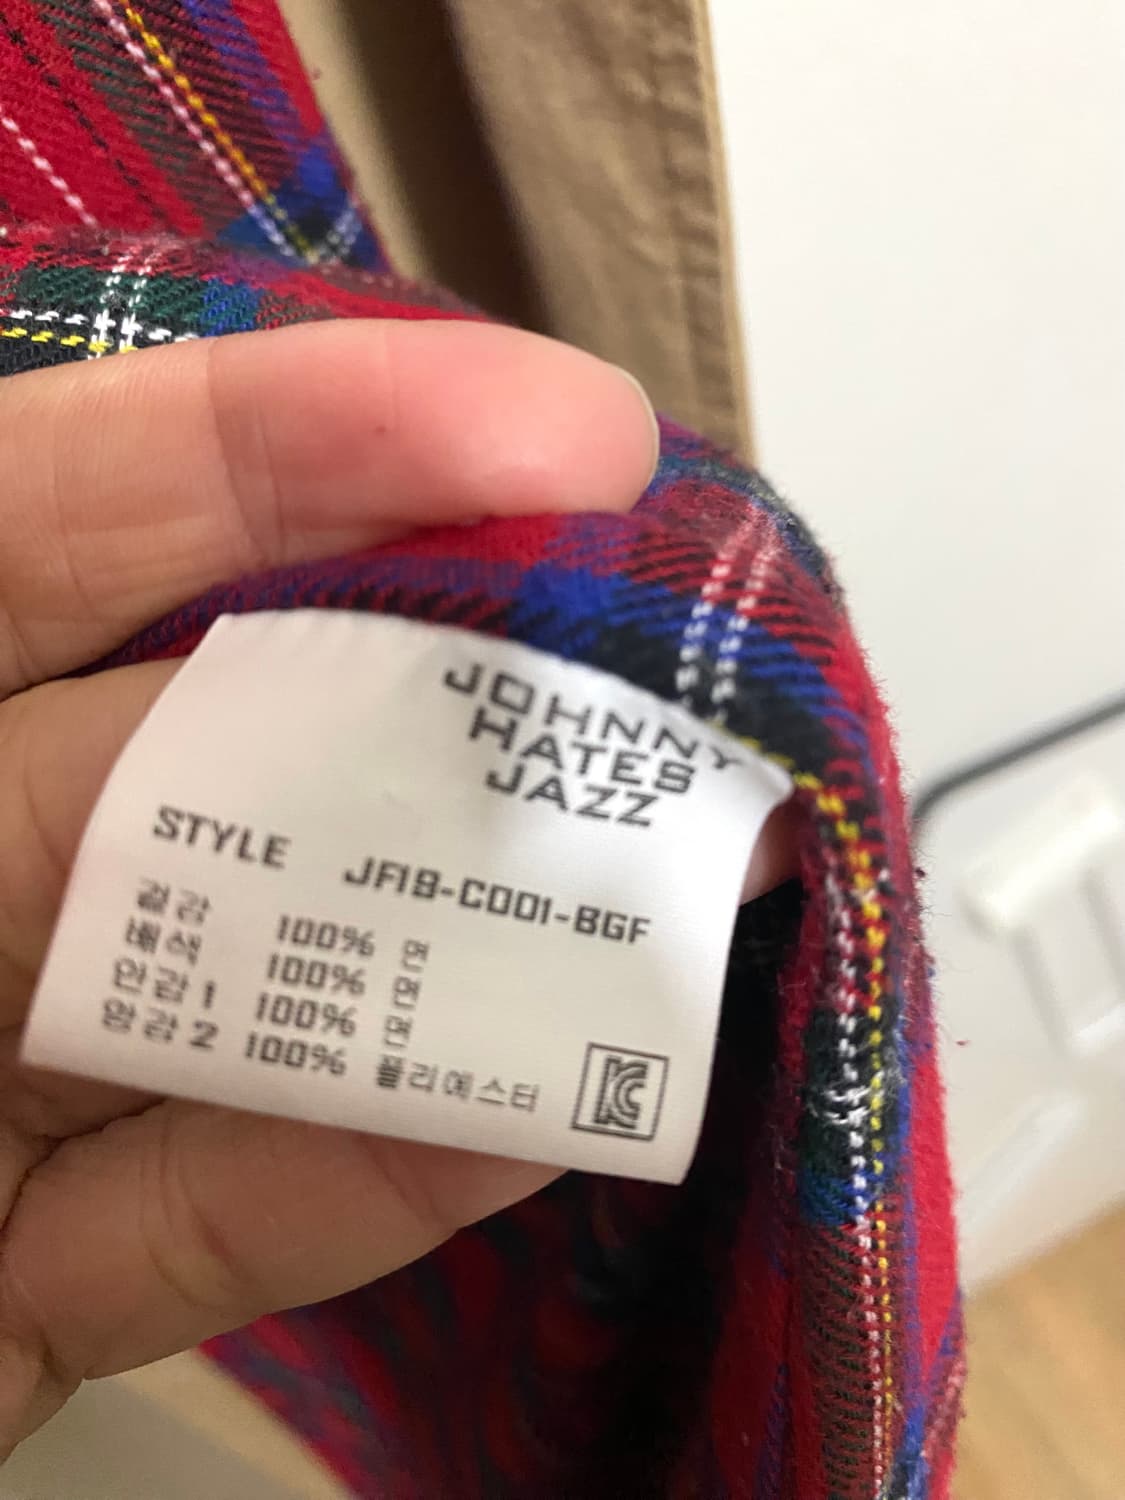 JOHNNY
HATES
JAZZ
STYLE JF18-C001-BGF
겉감 100% 면
배색 100% 면
안감1 100% 면
안감2 100% 폴리에스터
KC